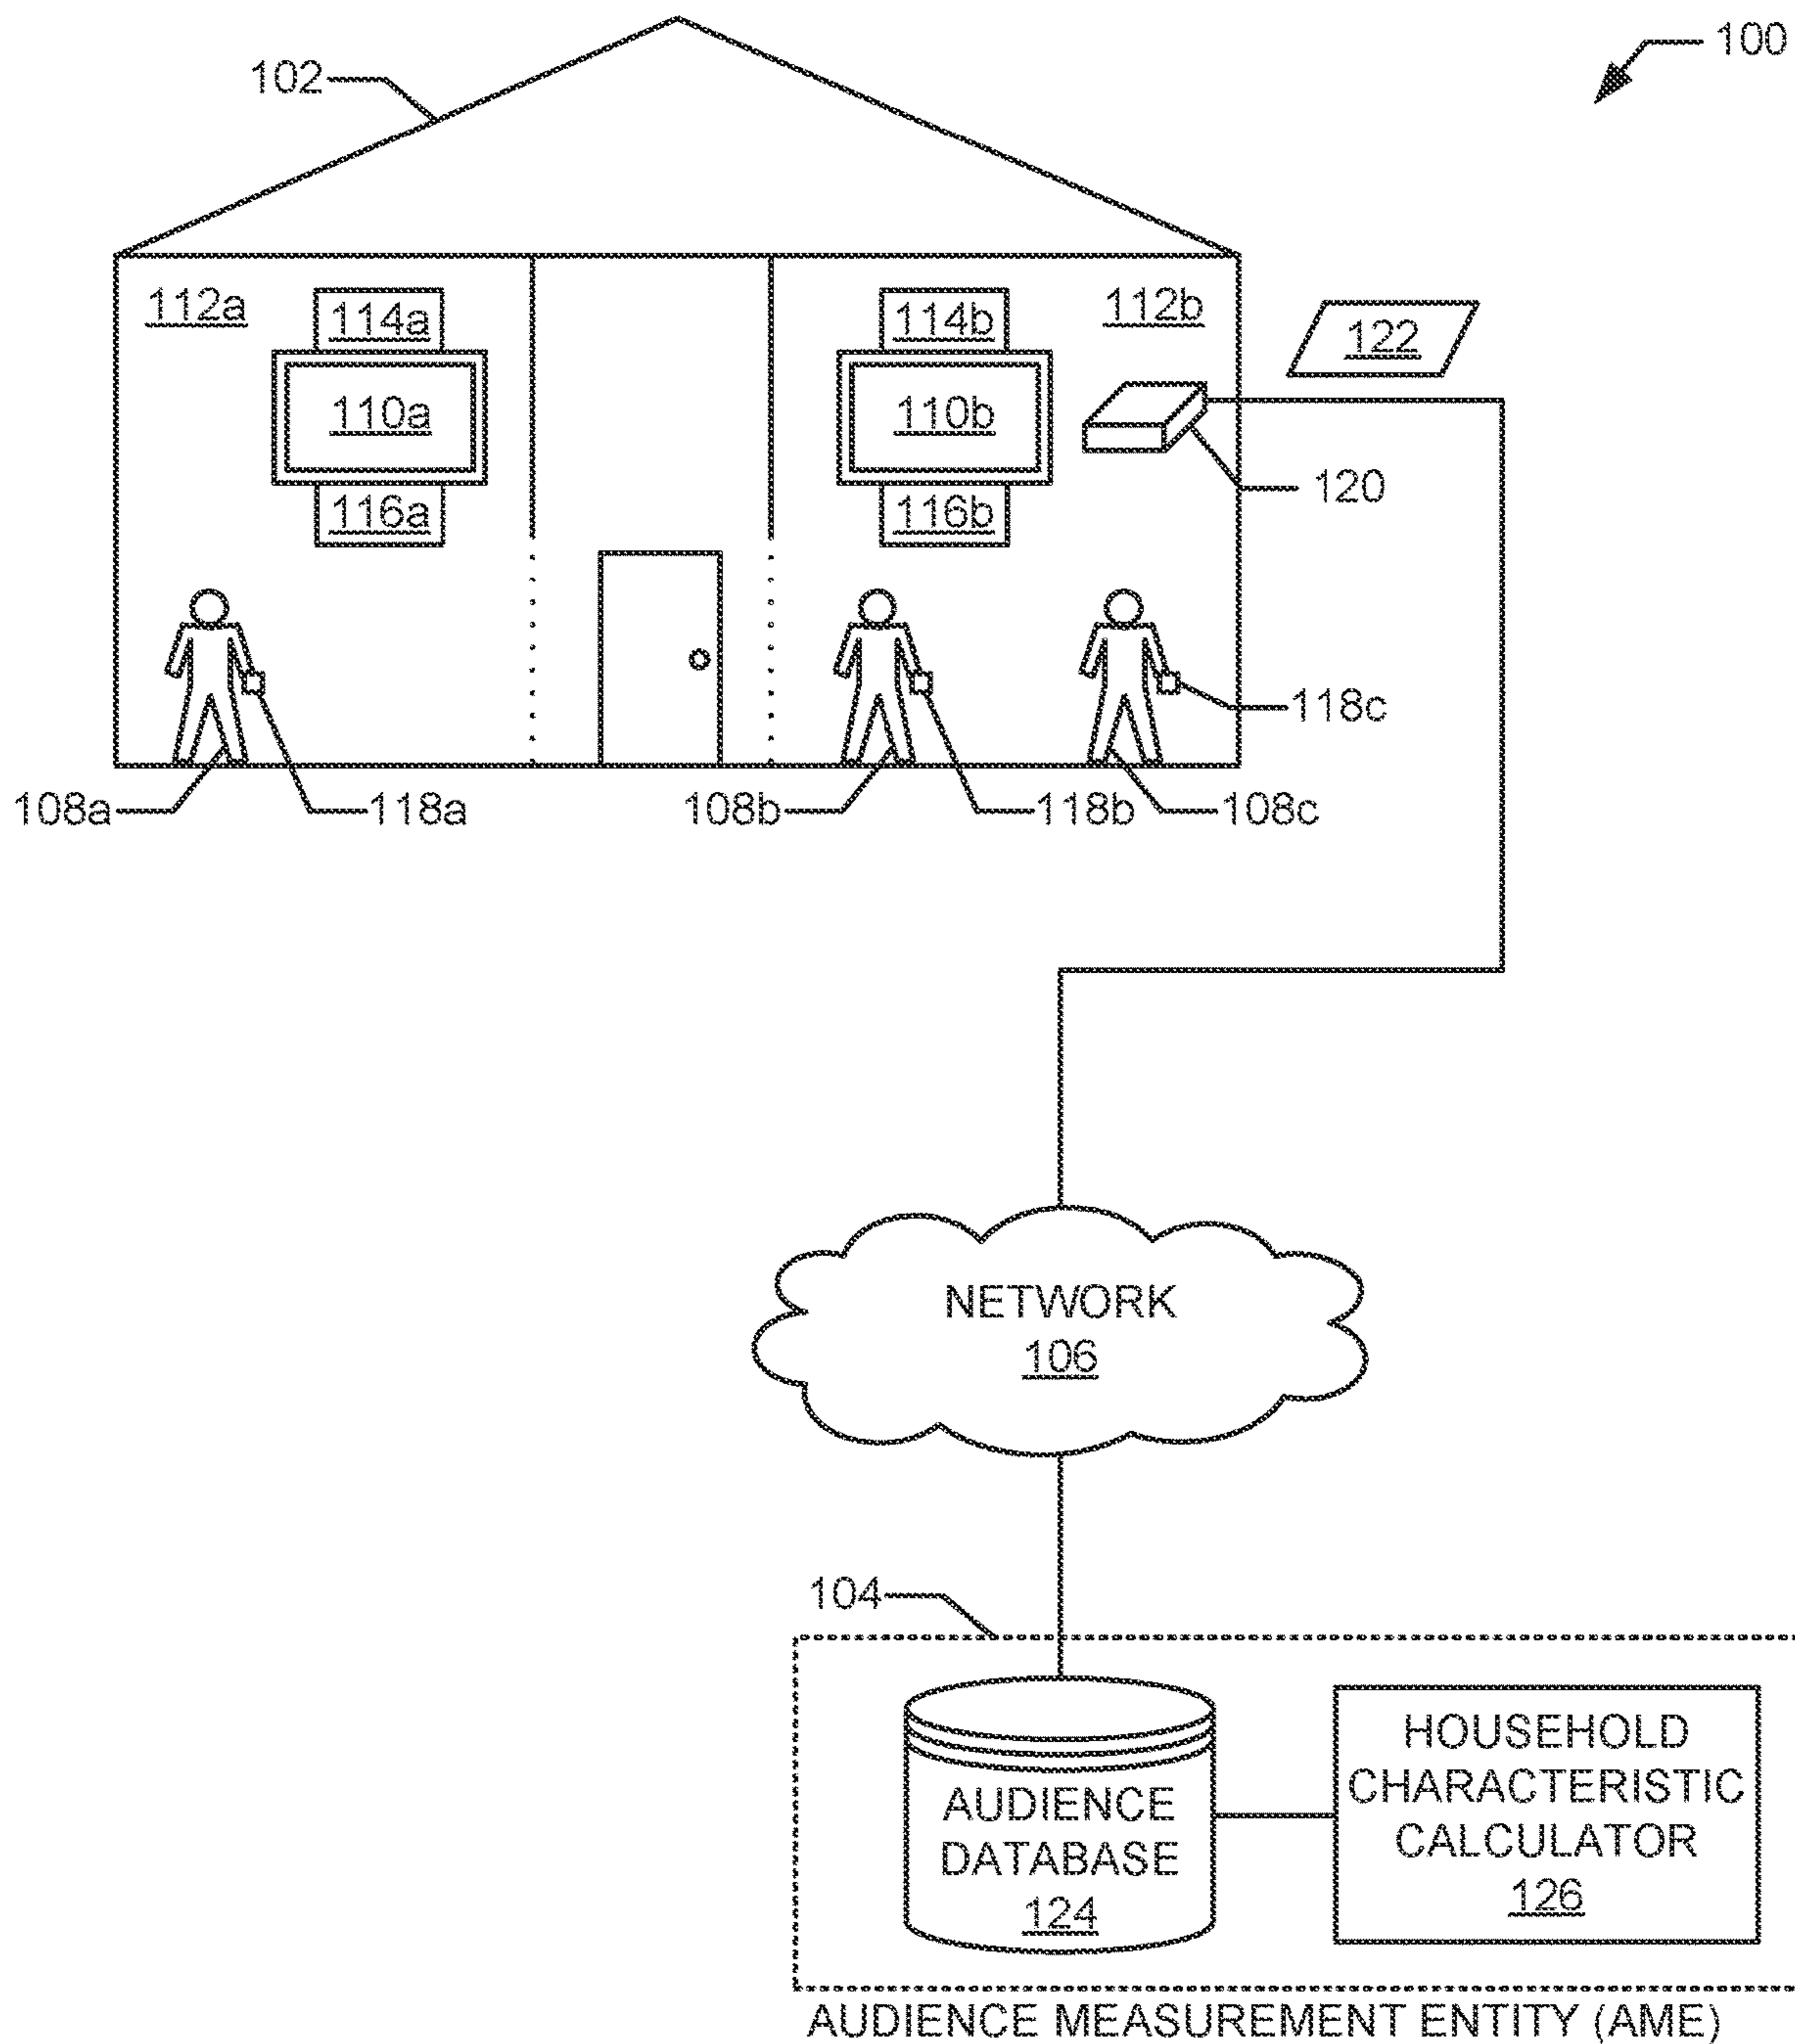 100
102
112a
114a
114b
112b
122
110a
110b
120
116a
116b
118c
108a
118a
108b
118b
108c
NETWORK
106
104
AUDIENCE
DATABASE
124
HOUSEHOLD
CHARACTERISTIC
CALCULATOR
126
AUDIENCE MEASUREMENT ENTITY (AME)